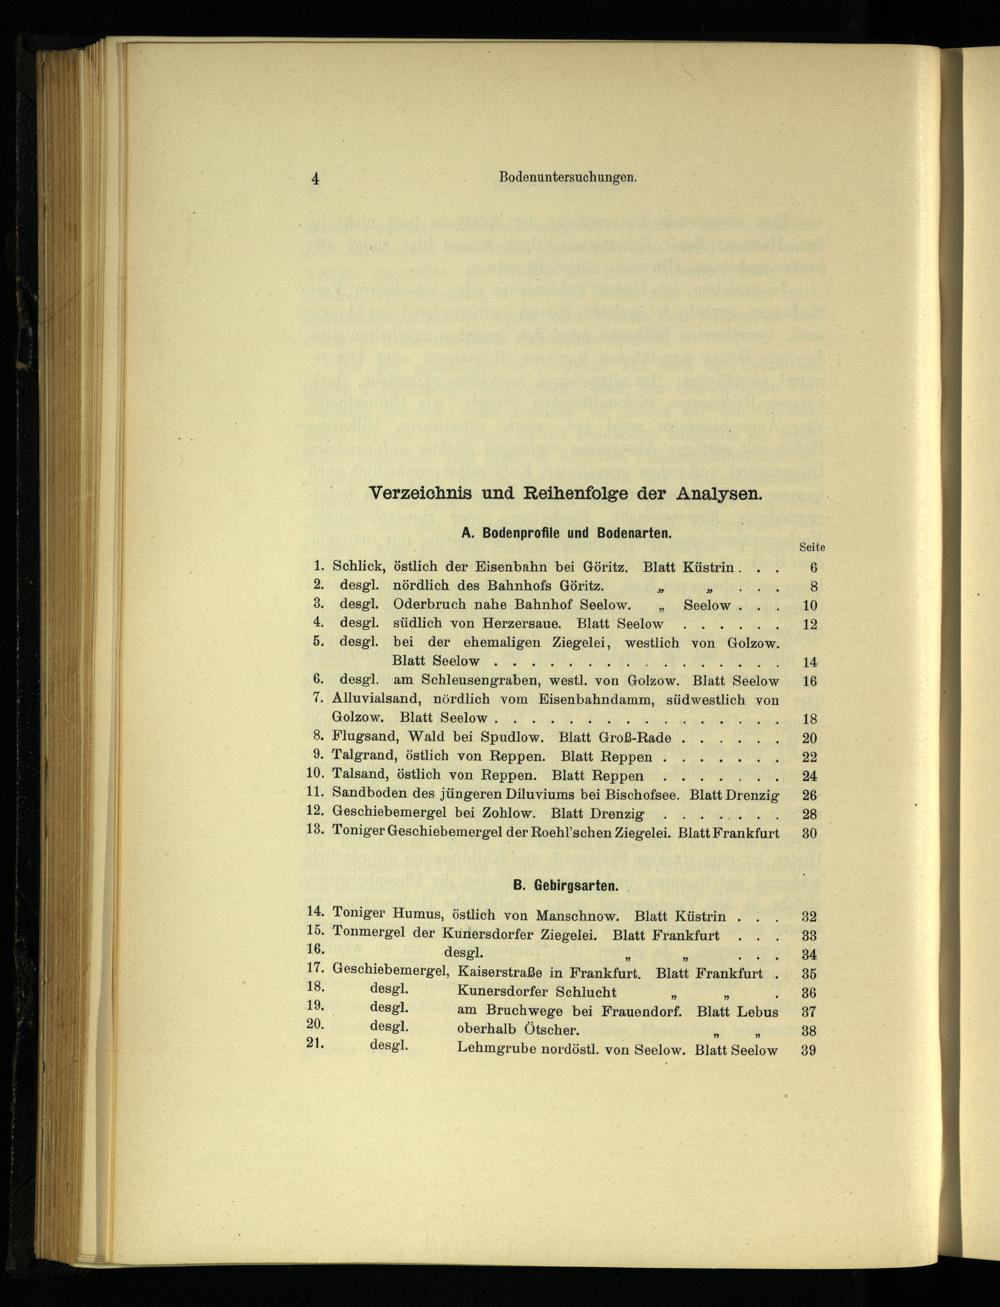 4 Bodenuntersuchungen.
Verzeichnis und Reihenfolge der Analysen.
A. Bodenprofile und Bodenarten.
Seite
1. Schlick, östlich der Eisenbahn bei Göritz. Blatt Küstrin . . . 6
2. desgl. nördlich des Bahnhofs Göritz. „ „ . . . 8
3. desgl. Oderbruch nahe Bahnhof Seelow. „ Seelow . . . 10
4. desgl. südlich von Herzersaue. Blatt Seelow . . . . . . 12
5. desgl. bei der ehemaligen Ziegelei, westlich von Golzow.
Blatt Seelow . . . . . . . . . . . . . . . . 14
6. desgl. am Schleusengraben, westl. von Golzow. Blatt Seelow 16
7. Alluvialsand, nördlich vom Eisenbahndamm, südwestlich von
Golzow. Blatt Seelow . . . . . . . . . . . . . . . . 18
8. Flugsand, Wald bei Spudlow. Blatt Groß-Rade . . . . . . 20
9. Talgrand, östlich von Reppen. Blatt Reppen . . . . . . . 22
10. Talsand, östlich von Reppen. Blatt Reppen . . . . . . . 24
11. Sandboden des jüngeren Diluviums bei Bischofsee. Blatt Drenzig 26
12. Geschiebemergel bei Zohlow. Blatt Drenzig . . . . . . . 28
13. Toniger Geschiebemergel der Roehl'schen Ziegelei. Blatt Frankfurt 30
B. Gebirgsarten.
14. Toniger Humus, östlich von Manschnow. Blatt Küstrin . . . 32
15. Tonmergel der Kunersdorfer Ziegelei. Blatt Frankfurt . . . 33
16. desgl. „ „ . . . 34
17. Geschiebemergel, Kaiserstraße in Frankfurt. Blatt Frankfurt . 35
18. desgl. Kunersdorfer Schlucht „ „ . 36
19. desgl. am Bruchwege bei Frauendorf. Blatt Lebus 37
20. desgl. oberhalb Ötscher. „ „ 38
21. desgl. Lehmgrube nordöstl. von Seelow. Blatt Seelow 39